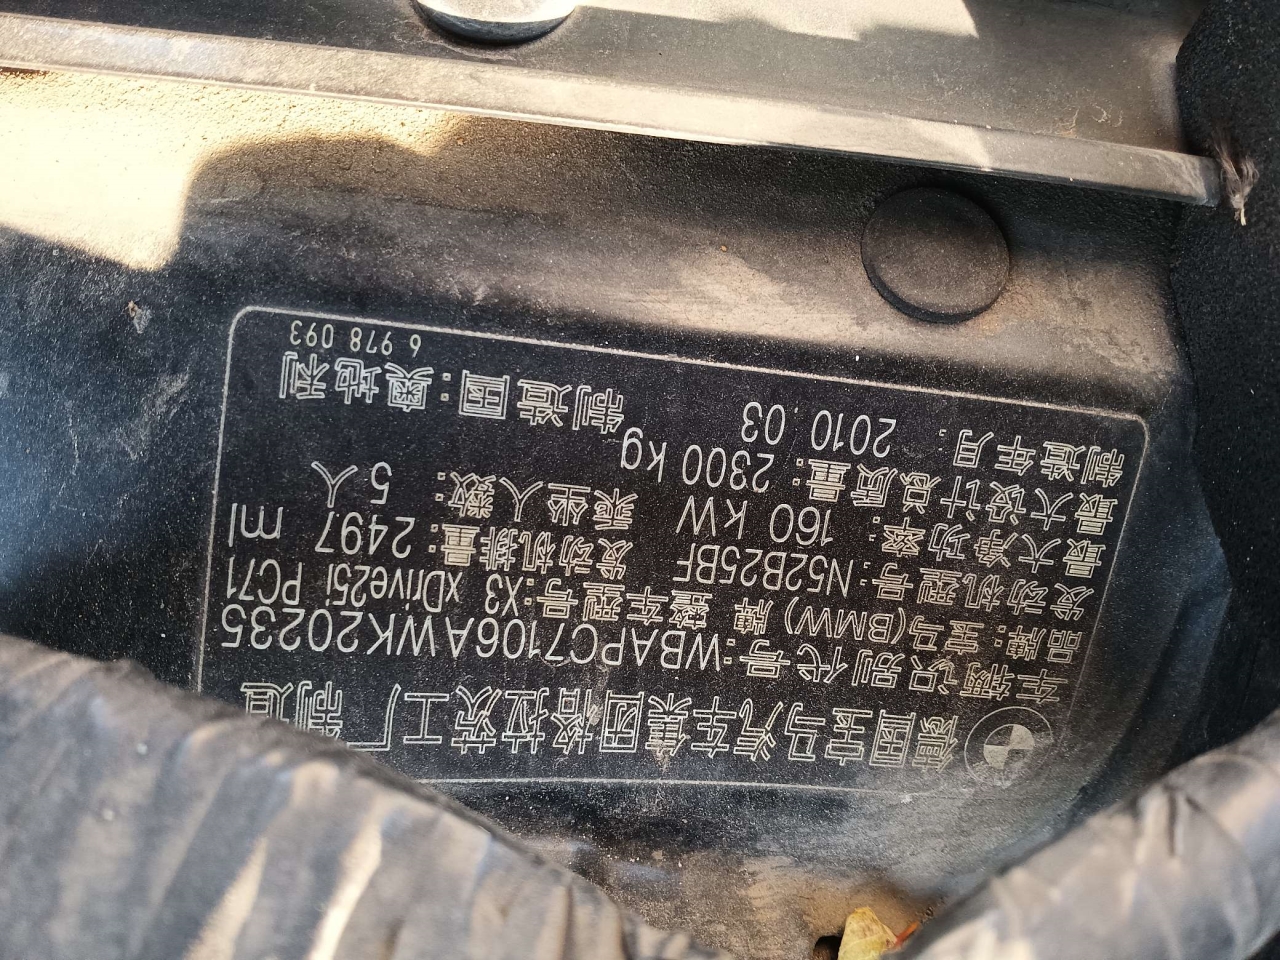 德国宝马汽车集团格拉茨工厂制造
车辆识别代号:WBAPC7106AWK20235
品牌:宝马(BMW)牌 整车型号:X3 xDrive25i PC71
发动机型号:N52B25BF 发动机排量:2497 ml
最大净功率:160 kW 乘坐人数:5人
最大设计总质量:2300 kg
制造年月:2010.03 制造国:奥地利
6 978 093